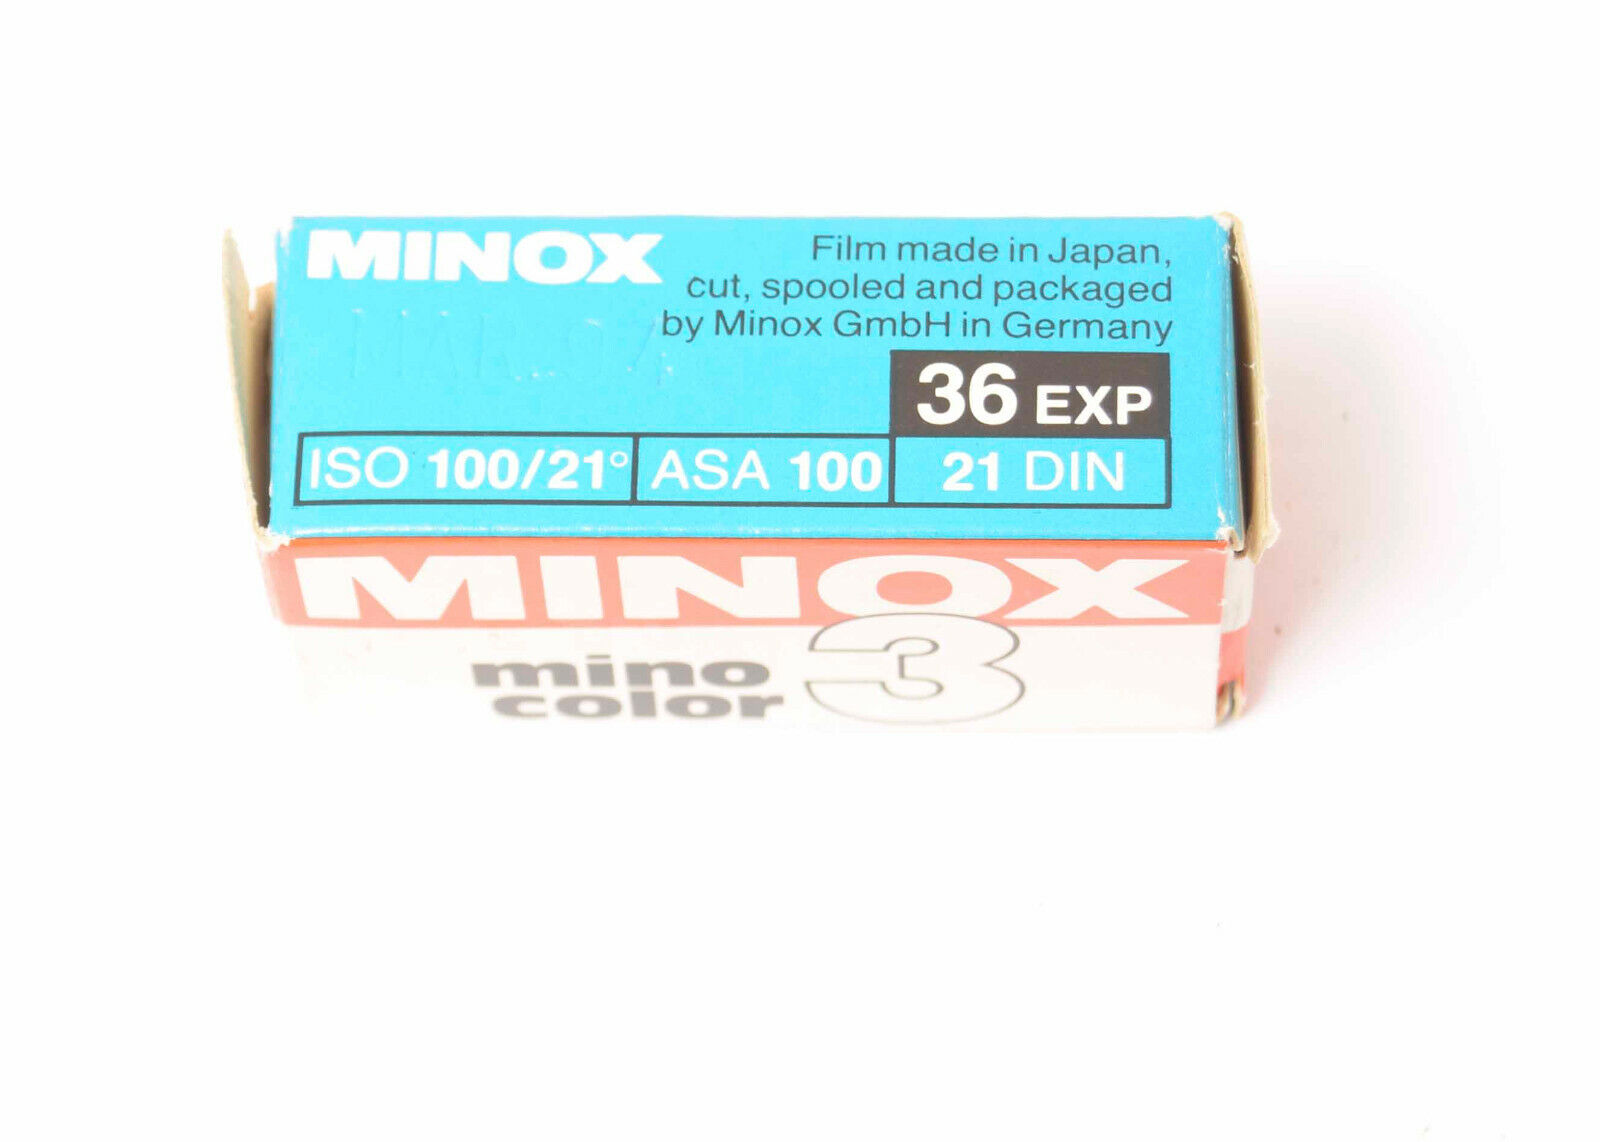 MINOX
Film made in Japan,
cut, spooled and packaged
by Minox GmbH in Germany
36 EXP
ISO 100/21° ASA 100 21 DIN
MINOX
mino
color
3